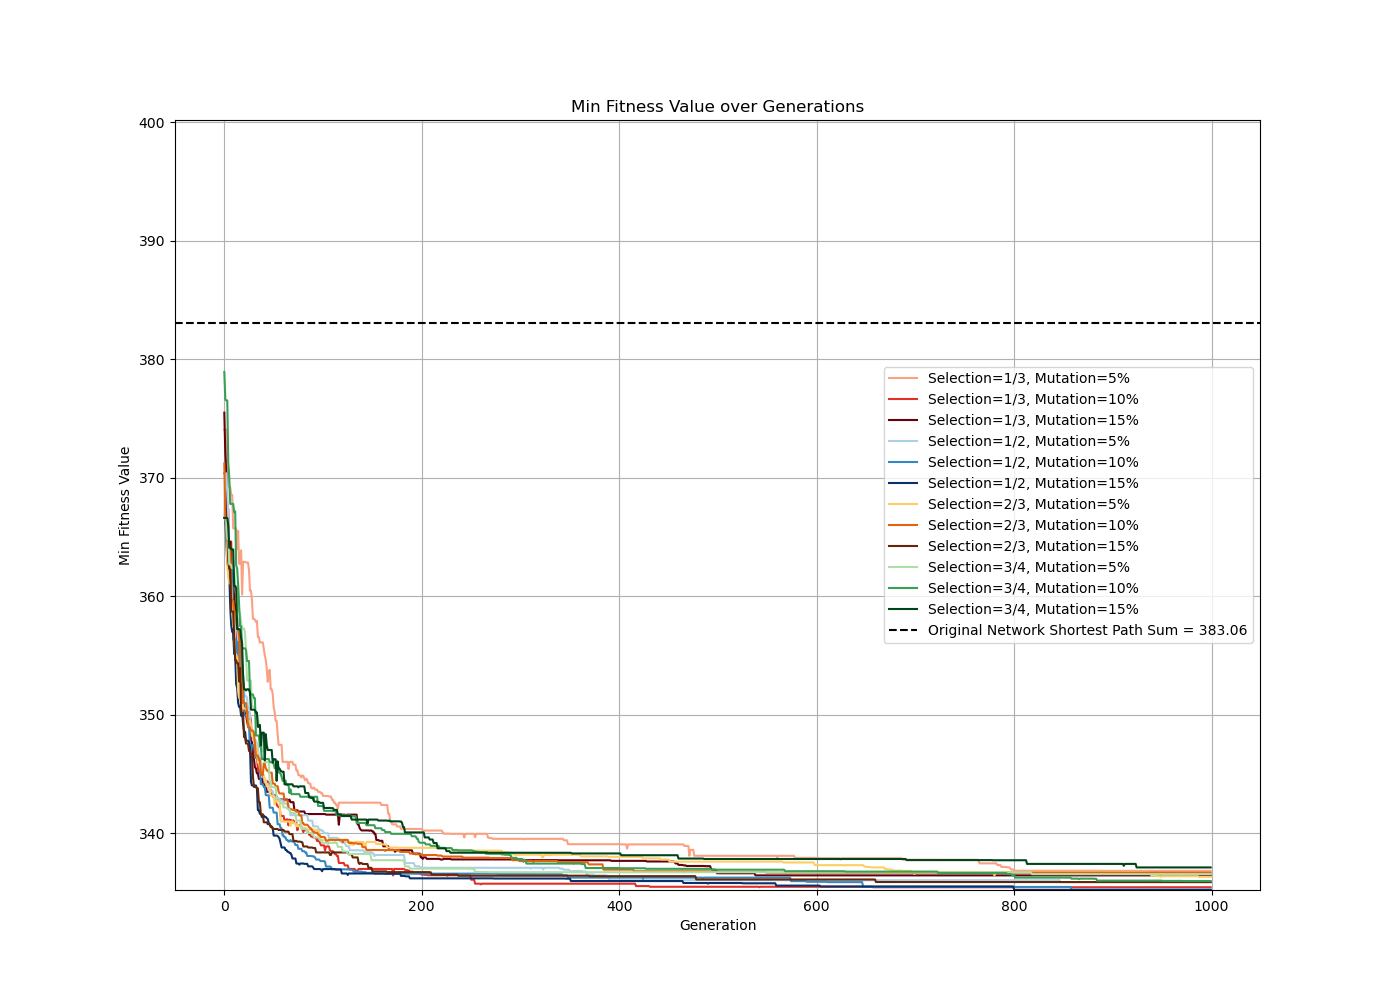 Min Fitness Value over Generations
400
390
380
370
360
350
340
Min Fitness Value
Selection=1/3, Mutation=5%
Selection=1/3, Mutation=10%
Selection=1/3, Mutation=15%
Selection=1/2, Mutation=5%
Selection=1/2, Mutation=10%
Selection=1/2, Mutation=15%
Selection=2/3, Mutation=5%
Selection=2/3, Mutation=10%
Selection=2/3, Mutation=15%
Selection=3/4, Mutation=5%
Selection=3/4, Mutation=10%
Selection=3/4, Mutation=15%
Original Network Shortest Path Sum = 383.06
0 200 400 600 800 1000
Generation